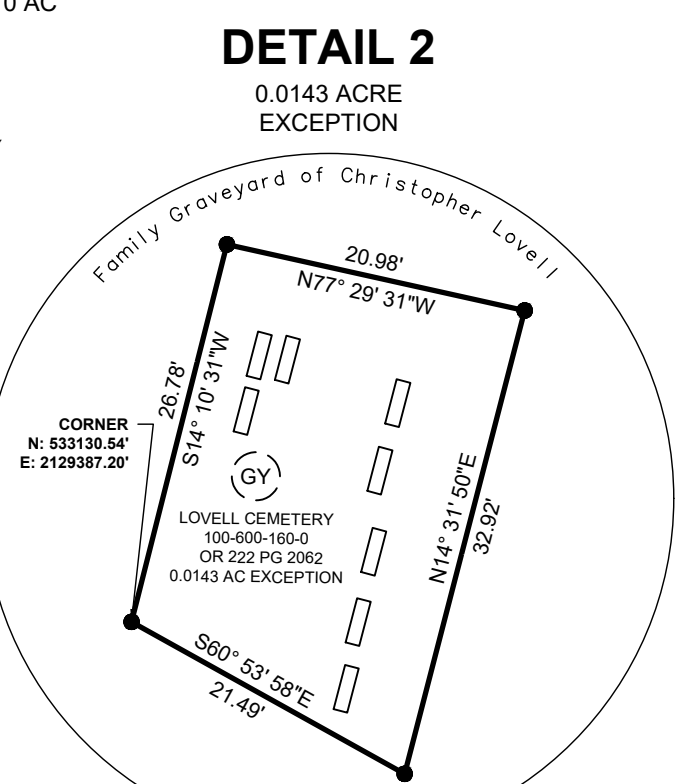 0 AC
DETAIL 2
0.0143 ACRE
EXCEPTION
Family Graveyard of Christopher Lovell
20.98'
N77° 29' 31"W
26.78'
S14° 10' 31"W
CORNER
N: 533130.54'
E: 2129387.20'
GY
LOVELL CEMETERY
100-600-160-0
OR 222 PG 2062
0.0143 AC EXCEPTION
N14° 31' 50"E
32.92'
S60° 53' 58"E
21.49'